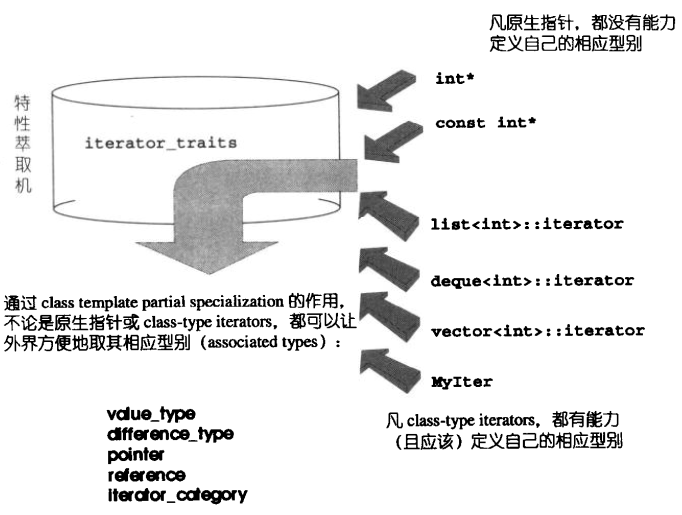 凡原生指针，都没有能力
定义自己的相应型别
int*
const int*
特
性
萃
取
机
iterator_traits
list<int>::iterator
deque<int>::iterator
vector<int>::iterator
MyIter
通过 class template partial specialization 的作用，
不论是原生指针或 class-type iterators，都可以让
外界方便地取其相应型别（associated types）：
value_type
difference_type
pointer
reference
iterator_category
凡 class-type iterators，都有能力
（且应该）定义自己的相应型别